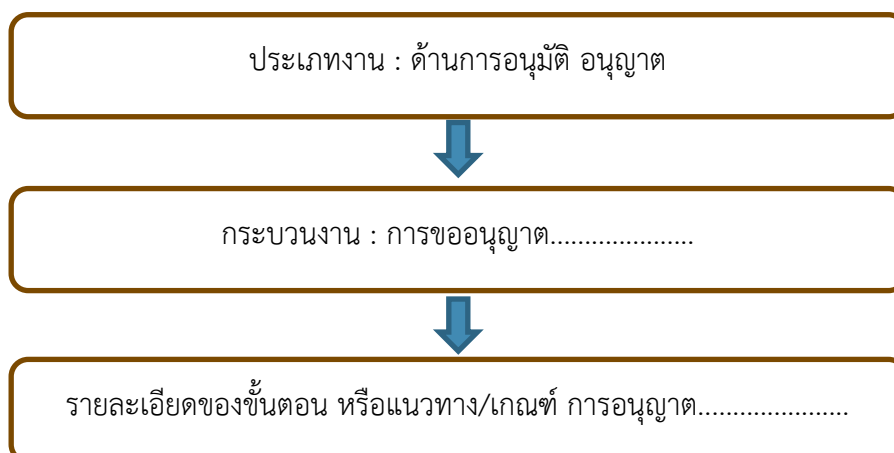 ประเภทงาน : ด้านการอนุมัติ อนุญาต
กระบวนงาน : การขออนุญาต.....................
รายละเอียดของขั้นตอน หรือแนวทาง/เกณฑ์ การอนุญาต......................